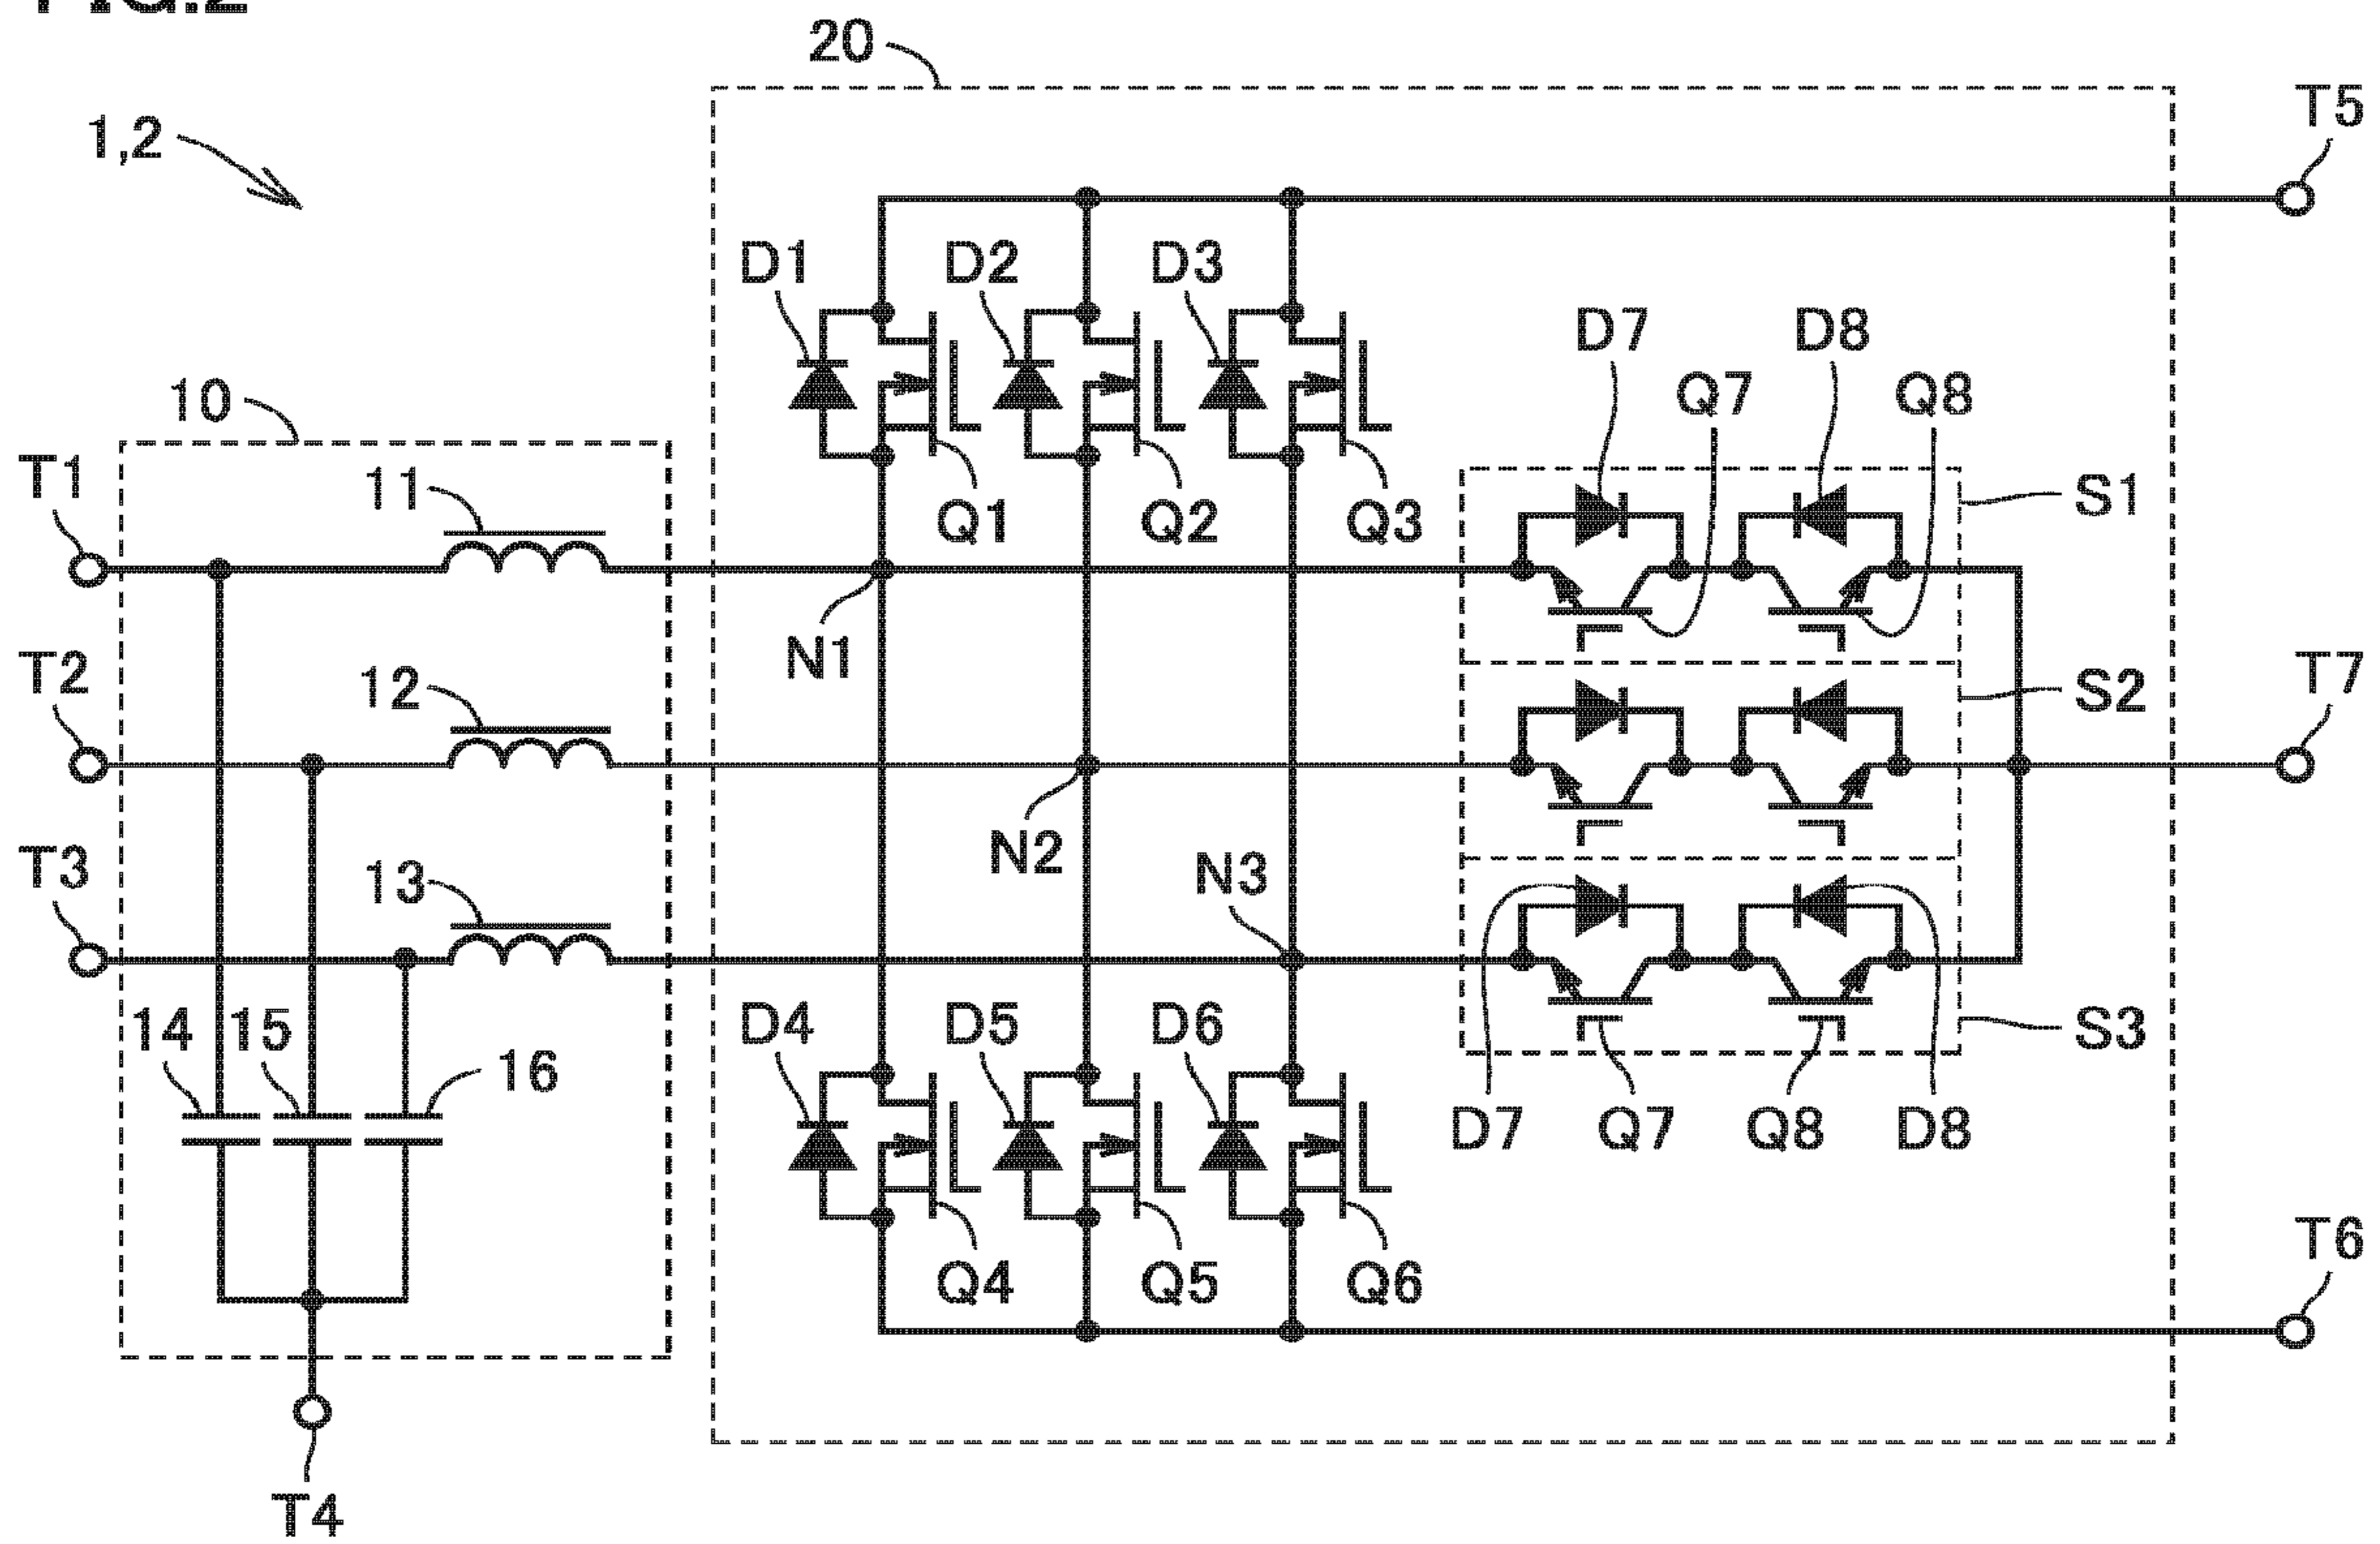 FIG.2
20
1,2
T5
D1 D2 D3
D7 D8
Q7 Q8
10
T1
11
Q1 Q2 Q3
S1
N1
T2
12
S2
T7
N2
T3
13
N3
14 15 16
D4 D5 D6
S3
D7 Q7 Q8 D8
Q4 Q5 Q6
T6
T4